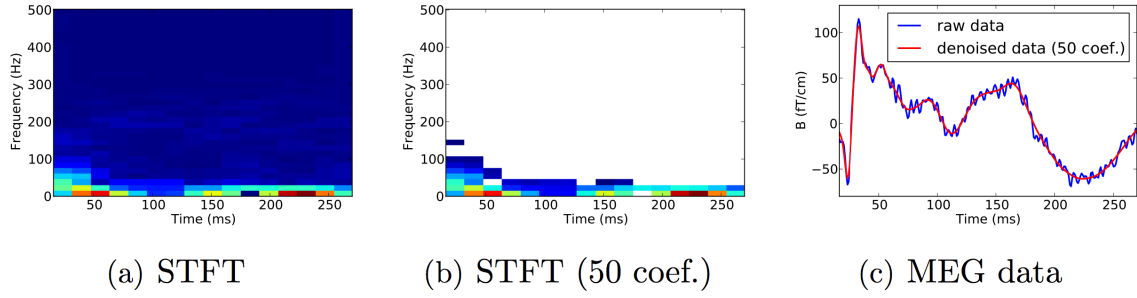 500
400
300
200
100
0
Frequency (Hz)
50 100 150 200 250
Time (ms)
(a) STFT
500
400
300
200
100
0
Frequency (Hz)
50 100 150 200 250
Time (ms)
(b) STFT (50 coef.)
raw data
denoised data (50 coef.)
100
50
0
−50
B (fT/cm)
50 100 150 200 250
Time (ms)
(c) MEG data